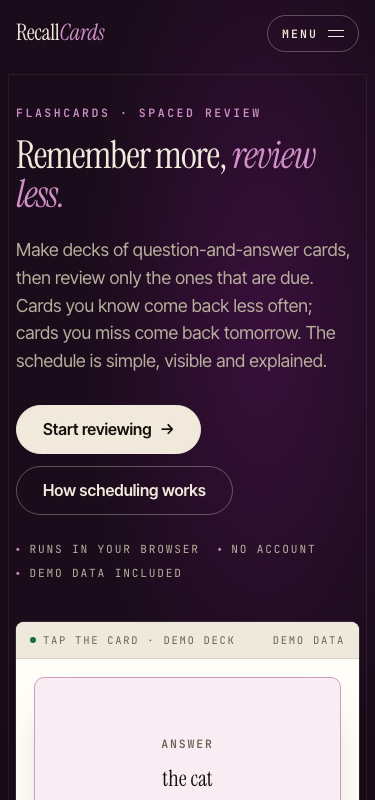 RecallCards
MENU
FLASHCARDS · SPACED REVIEW
Remember more, review
less.
Make decks of question-and-answer cards,
then review only the ones that are due.
Cards you know come back less often;
cards you miss come back tomorrow. The
schedule is simple, visible and explained.
Start reviewing →
How scheduling works
RUNS IN YOUR BROWSER
NO ACCOUNT
DEMO DATA INCLUDED
TAP THE CARD · DEMO DECK
DEMO DATA
ANSWER
the cat